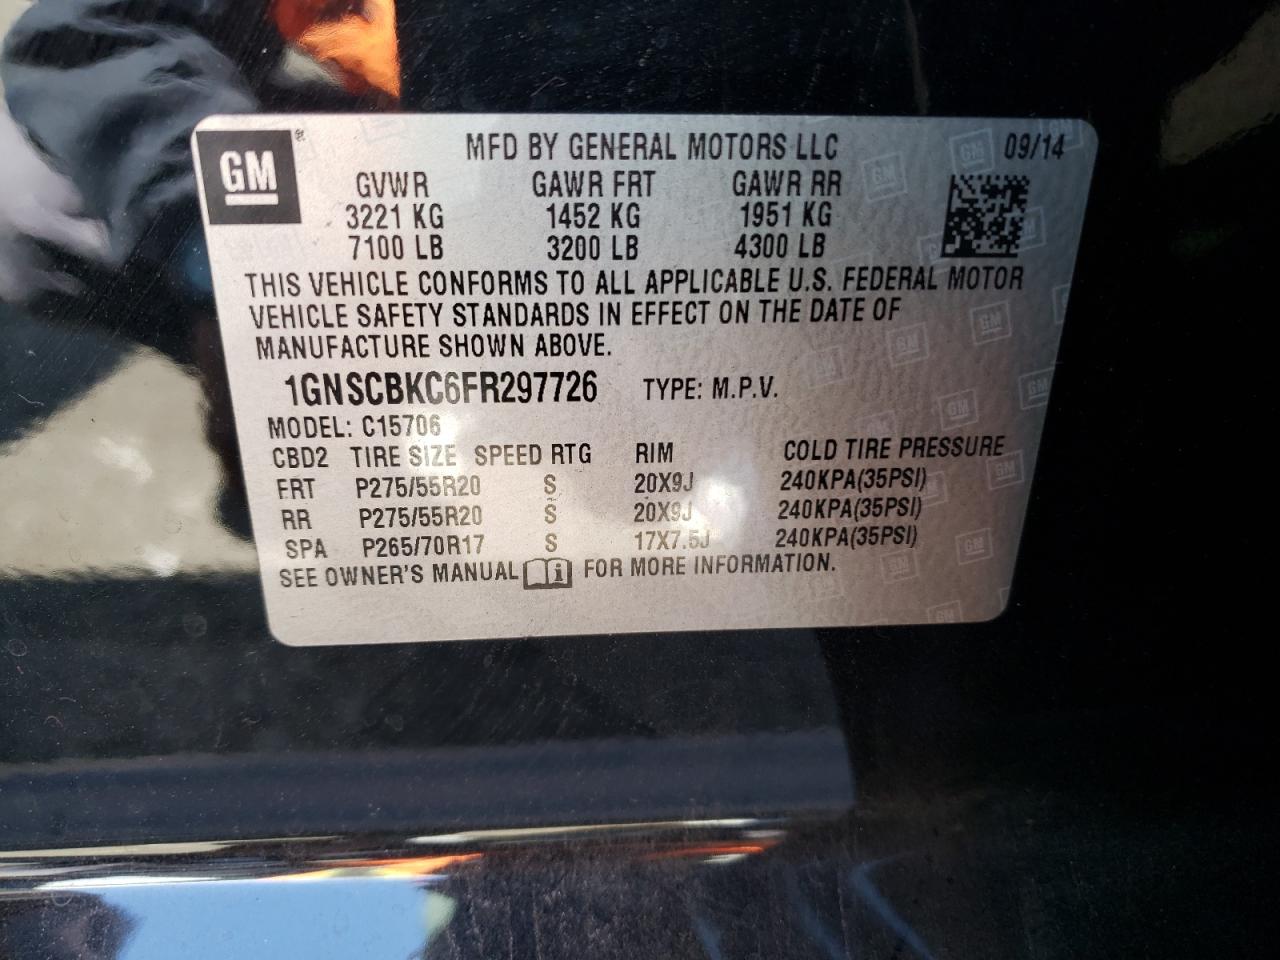 GM
MFD BY GENERAL MOTORS LLC 09/14
GVWR GAWR FRT GAWR RR
3221 KG 1452 KG 1951 KG
7100 LB 3200 LB 4300 LB
THIS VEHICLE CONFORMS TO ALL APPLICABLE U.S. FEDERAL MOTOR
VEHICLE SAFETY STANDARDS IN EFFECT ON THE DATE OF
MANUFACTURE SHOWN ABOVE.
1GNSCBKC6FR297726 TYPE: M.P.V.
MODEL: C15706
CBD2 TIRE SIZE SPEED RTG RIM COLD TIRE PRESSURE
FRT P275/55R20 S 20X9J 240KPA(35PSI)
RR P275/55R20 S 20X9J 240KPA(35PSI)
SPA P265/70R17 S 17X7.5J 240KPA(35PSI)
SEE OWNER'S MANUAL i FOR MORE INFORMATION.